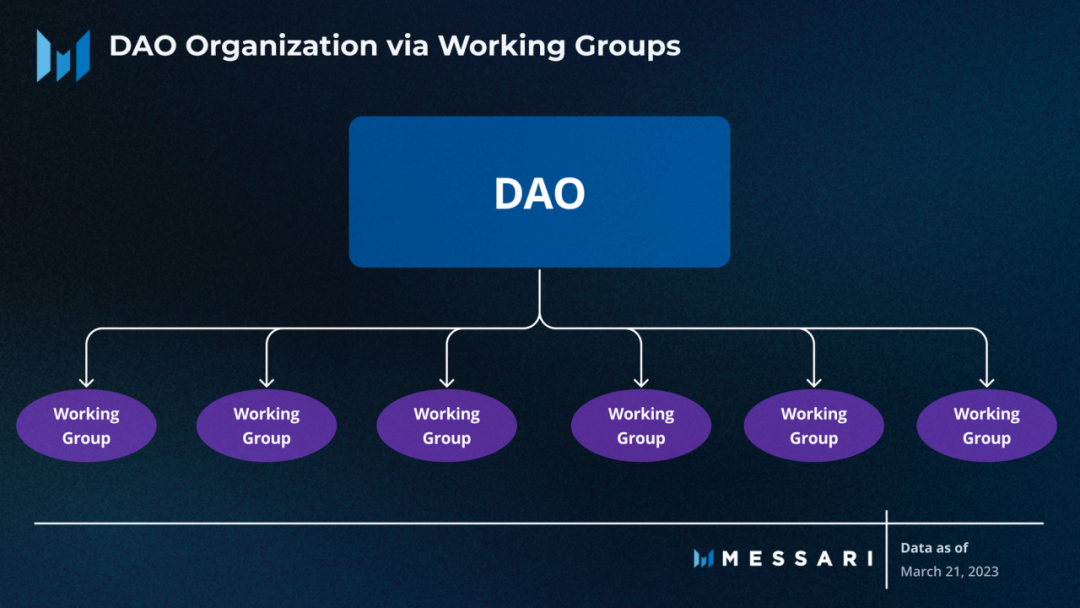 DAO Organization via Working Groups
DAO
Working
Group
Working
Group
Working
Group
Working
Group
Working
Group
Working
Group
MESSARI
Data as of
March 21, 2023